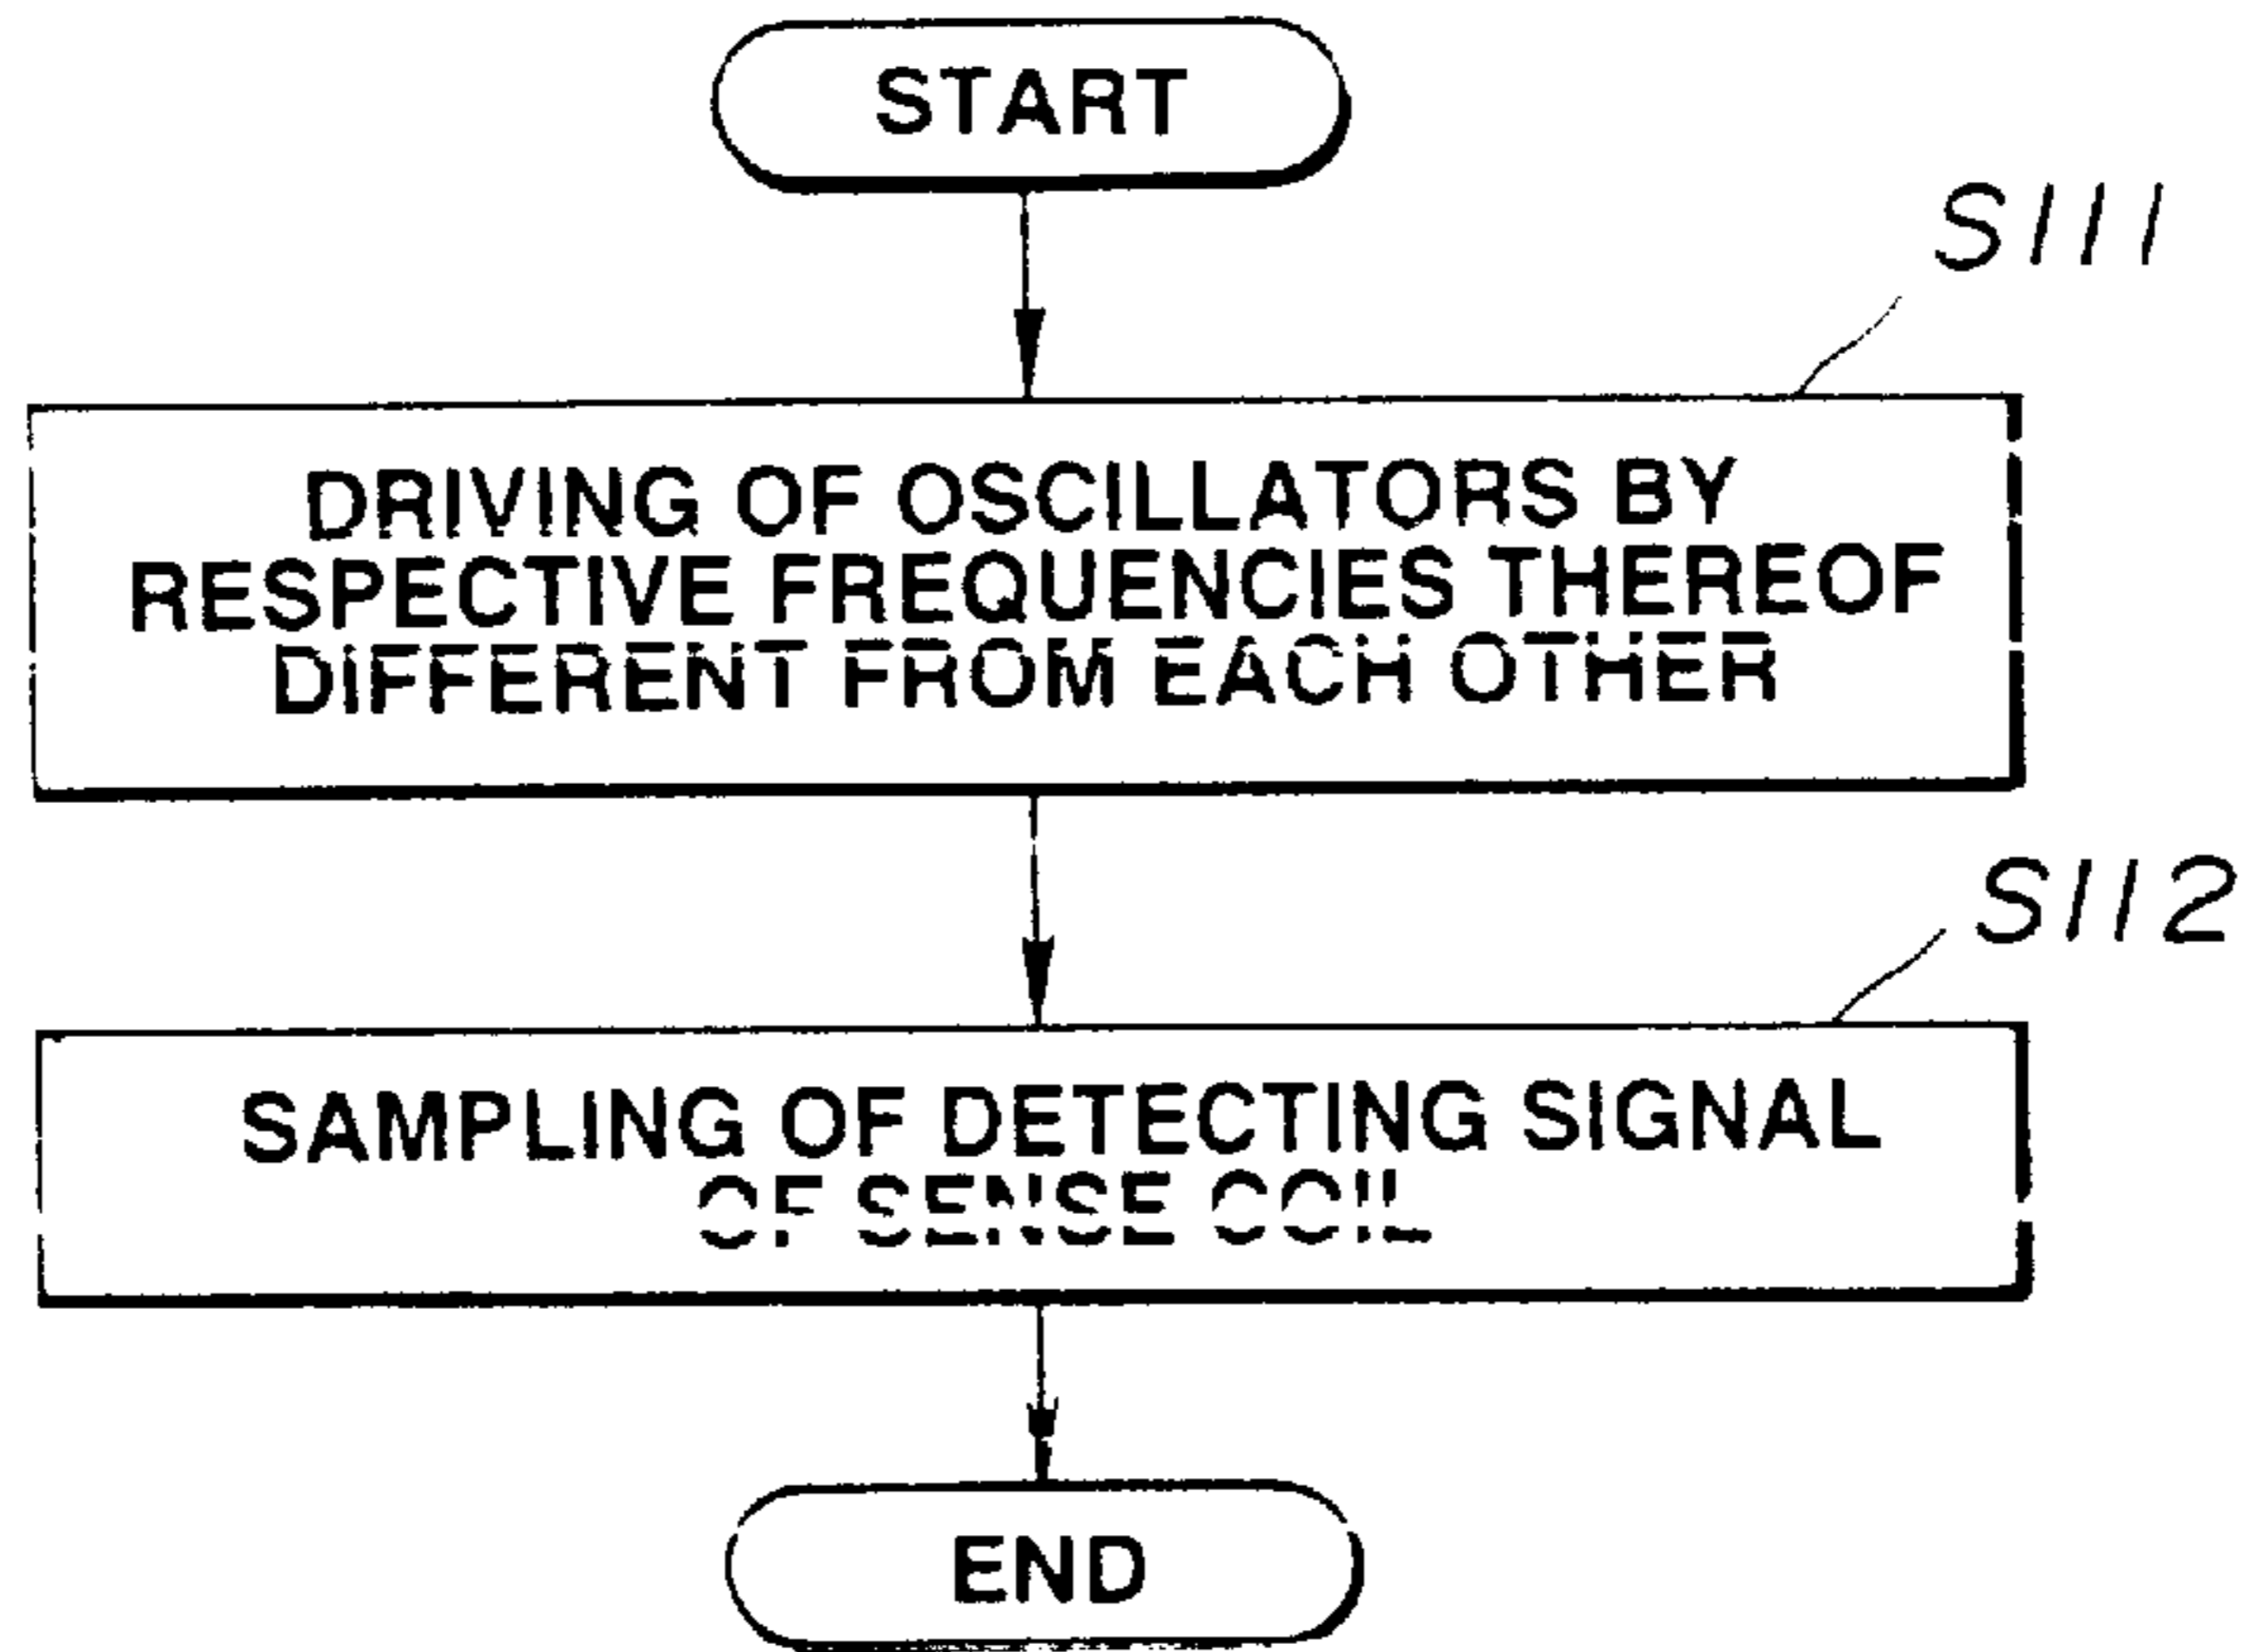 START
S111
DRIVING OF OSCILLATORS BY
RESPECTIVE FREQUENCIES THEREOF
DIFFERENT FROM EACH OTHER
S112
SAMPLING OF DETECTING SIGNAL
OF SENSE COIL
END